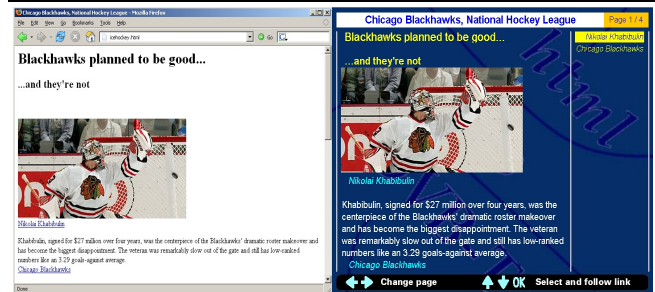 Chicago Blackhawks, National Hockey League - Mozilla Firefox
File Edit View Go Bookmarks Tools Help
icehockey.html
Go
Blackhawks planned to be good...
...and they're not
Nikolai Khabibulin
Khabibulin, signed for $27 million over four years, was the centerpiece of the Blackhawks' dramatic roster makeover and
has become the biggest disappointment. The veteran was remarkably slow out of the gate and still has low-ranked
numbers like an 3.29 goals-against average.
Chicago Blackhawks
Done
Chicago Blackhawks, National Hockey League
Page 1 / 4
Blackhawks planned to be good...
...and they're not
Nikolai Khabibulin
Khabibulin, signed for $27 million over four years, was the
centerpiece of the Blackhawks' dramatic roster makeover
and has become the biggest disappointment. The veteran
was remarkably slow out of the gate and still has low-ranked
numbers like an 3.29 goals-against average.
Chicago Blackhawks
Nikolai Khabibulin
Chicago Blackhawks
html
Change page
OK Select and follow link